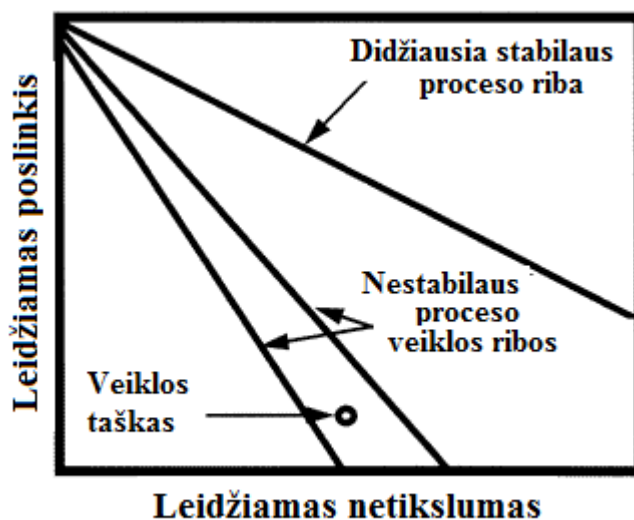 Didžiausia stabilaus
proceso riba
Leidžiamas poslinkis
Nestabilaus
proceso
veiklos ribos
Veiklos
taškas
Leidžiamas netikslumas